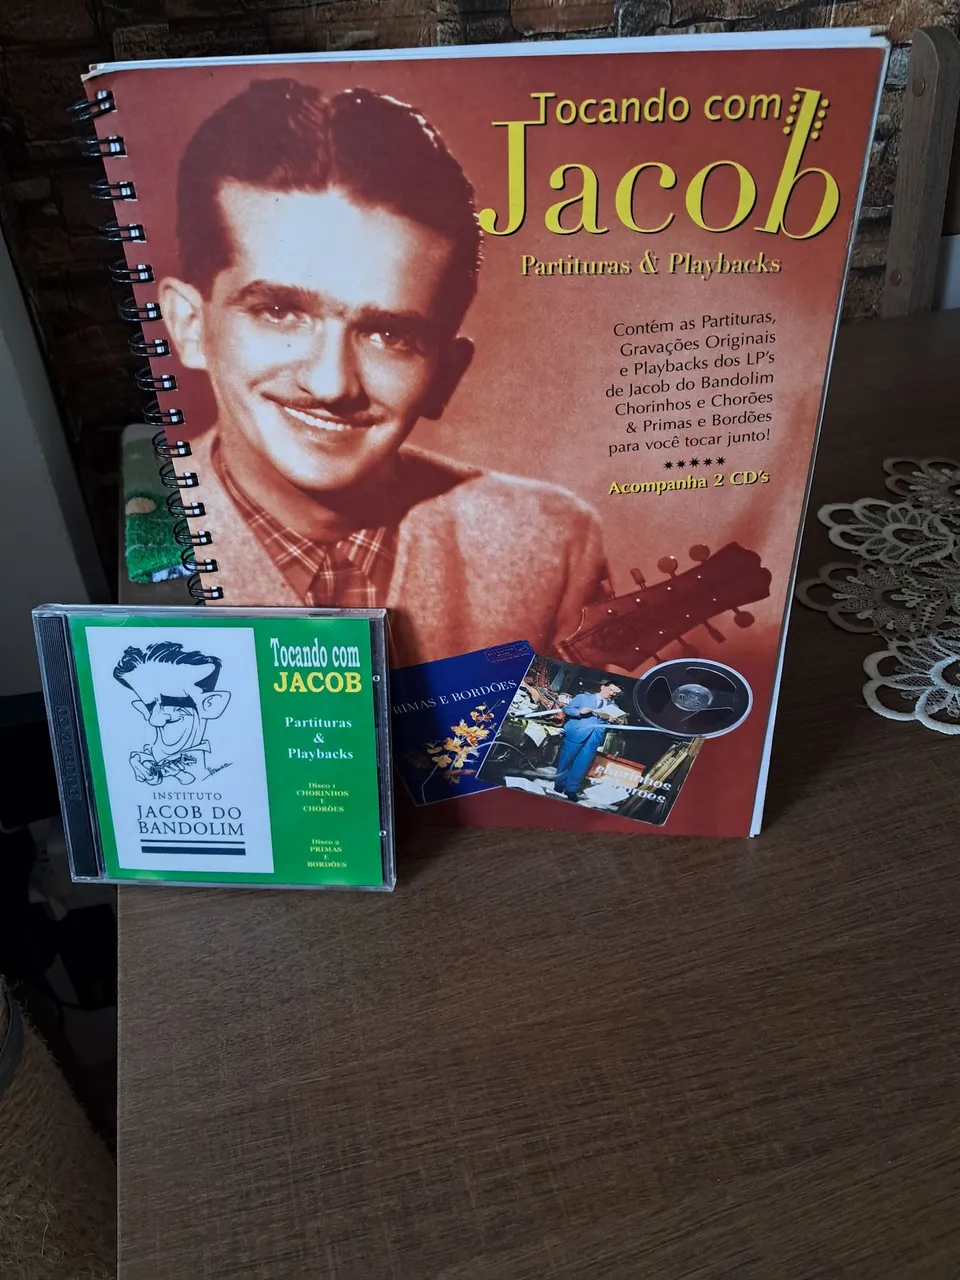 Tocando com
Jacob
Partituras & Playbacks
Contém as Partituras,
Gravações Originais
e Playbacks dos LP's
de Jacob do Bandolim
Chorinhos e Chorões
& Primas e Bordões
para você tocar junto!
Acompanha 2 CD's
RIMAS E BORDÕES
chorinhos
Tocando com
JACOB
Partituras
&
Playbacks
Disco 1
CHORINHOS
E
CHORÕES
Disco 2
PRIMAS
E
BORDÕES
INSTITUTO
JACOB DO
BANDOLIM